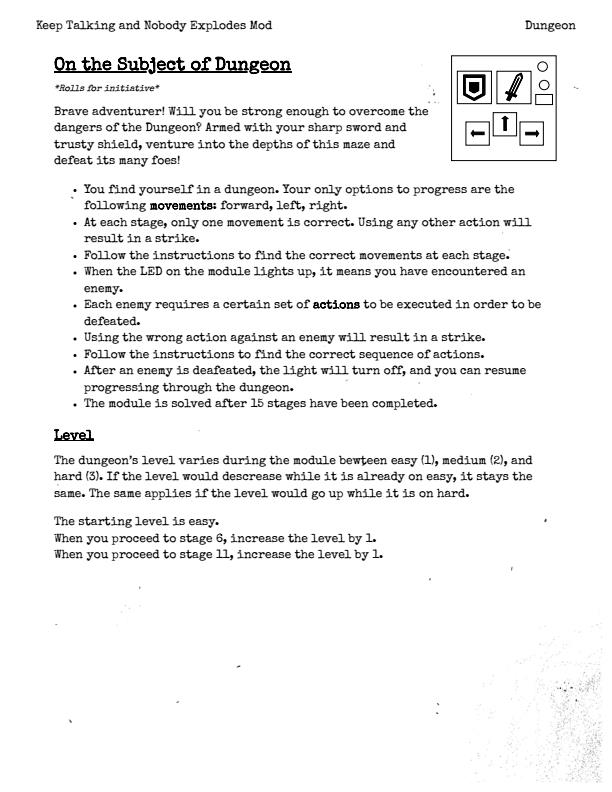 Keep Talking and Nobody Explodes Mod
Dungeon
On the Subject of Dungeon
*Rolls for initiative*
Brave adventurer! Will you be strong enough to overcome the
dangers of the Dungeon? Armed with your sharp sword and
trusty shield, venture into the depths of this maze and
defeat its many foes!
• You find yourself in a dungeon. Your only options to progress are the
following movements: forward, left, right.
• At each stage, only one movement is correct. Using any other action will
result in a strike.
• Follow the instructions to find the correct movements at each stage.
• When the LED on the module lights up, it means you have encountered an
enemy.
• Each enemy requires a certain set of actions to be executed in order to be
defeated.
• Using the wrong action against an enemy will result in a strike.
• Follow the instructions to find the correct sequence of actions.
• After an enemy is deafeated, the light will turn off, and you can resume
progressing through the dungeon.
• The module is solved after 15 stages have been completed.
Level
The dungeon's level varies during the module bewteen easy (1), medium (2), and
hard (3). If the level would descrease while it is already on easy, it stays the
same. The same applies if the level would go up while it is on hard.
The starting level is easy.
When you proceed to stage 6, increase the level by 1.
When you proceed to stage 11, increase the level by 1.